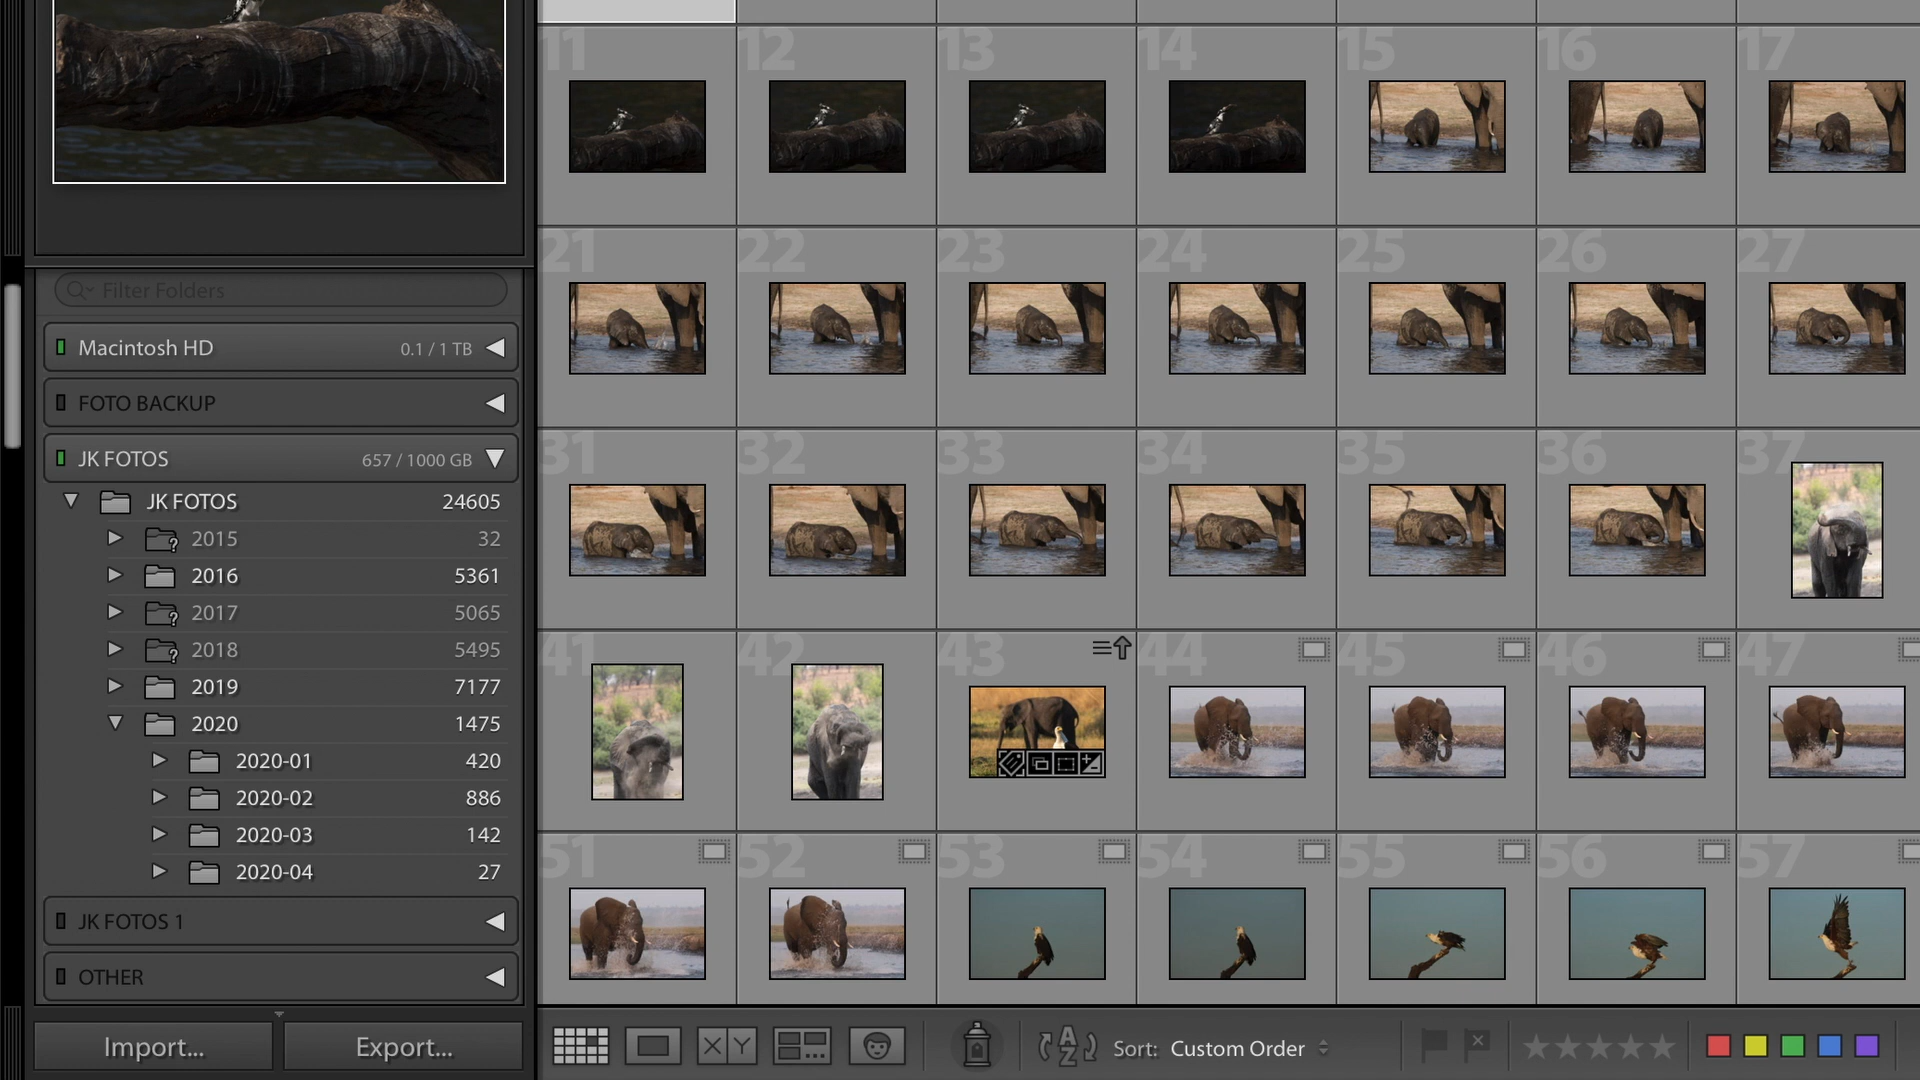 11 12 13 14 15 16 17
21 22 23 24 25 26 27
31 32 33 34 35 36 37
41 42 43 44 45 46 47
51 52 53 54 55 56 57
Filter Folders
Macintosh HD 0.1 / 1 TB
FOTO BACKUP
JK FOTOS 657 / 1000 GB
JK FOTOS 24605
2015 32
2016 5361
2017 5065
2018 5495
2019 7177
2020 1475
2020-01 420
2020-02 886
2020-03 142
2020-04 27
JK FOTOS 1
OTHER
Import... Export...
X Y
A Z
Sort: Custom Order